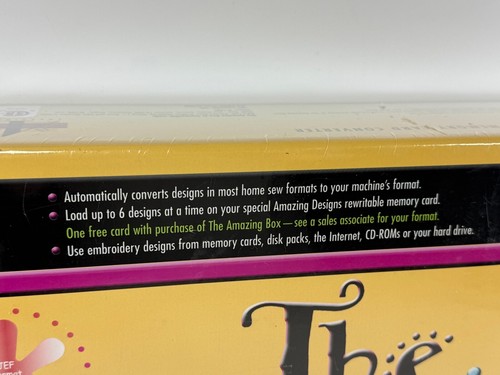 Automatically converts designs in most home sew formats to your machine's format.
Load up to 6 designs at a time on your special Amazing Designs rewritable memory card.
One free card with purchase of The Amazing Box—see a sales associate for your format.
Use embroidery designs from memory cards, disk packs, the Internet, CD-ROMs or your hard drive.
The
JEF